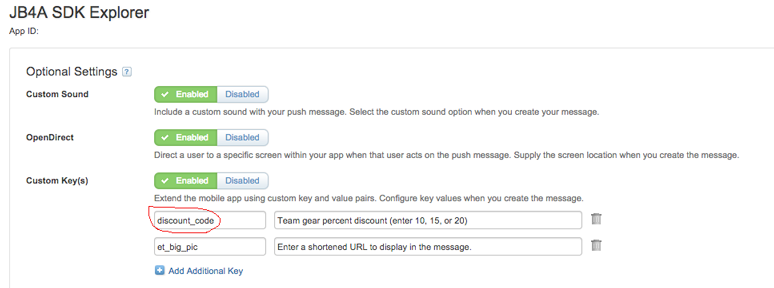 JB4A SDK Explorer
App ID:
Optional Settings ?
Custom Sound Enabled Disabled
Include a custom sound with your push message. Select the custom sound option when you create your message.
OpenDirect Enabled Disabled
Direct a user to a specific screen within your app when that user acts on the push message. Supply the screen location when you create the message.
Custom Key(s) Enabled Disabled
Extend the mobile app using custom key and value pairs. Configure key values when you create the message.
discount_code Team gear percent discount (enter 10, 15, or 20)
et_big_pic Enter a shortened URL to display in the message.
Add Additional Key